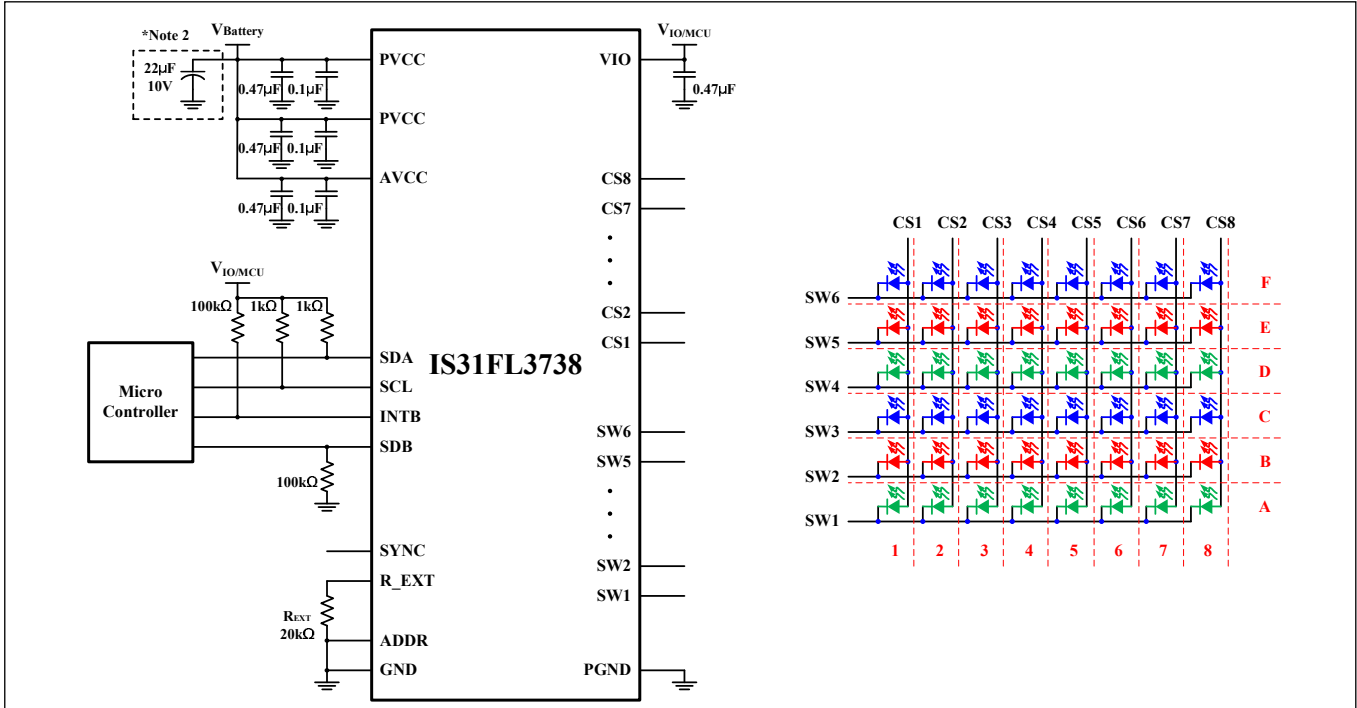 *Note 2
VBattery
22µF
10V
0.47µF 0.1µF
0.47µF 0.1µF
0.47µF 0.1µF
PVCC
PVCC
AVCC
VIO/MCU
100kΩ 1kΩ 1kΩ
Micro
Controller
SDA
SCL
INTB
SDB
100kΩ
SYNC
R_EXT
REXT
20kΩ
ADDR
GND
IS31FL3738
VIO
VIO/MCU
0.47µF
CS8
CS7
CS2
CS1
SW6
SW5
SW2
SW1
PGND
CS1 CS2 CS3 CS4 CS5 CS6 CS7 CS8
SW6 F
SW5 E
SW4 D
SW3 C
SW2 B
SW1 A
1 2 3 4 5 6 7 8